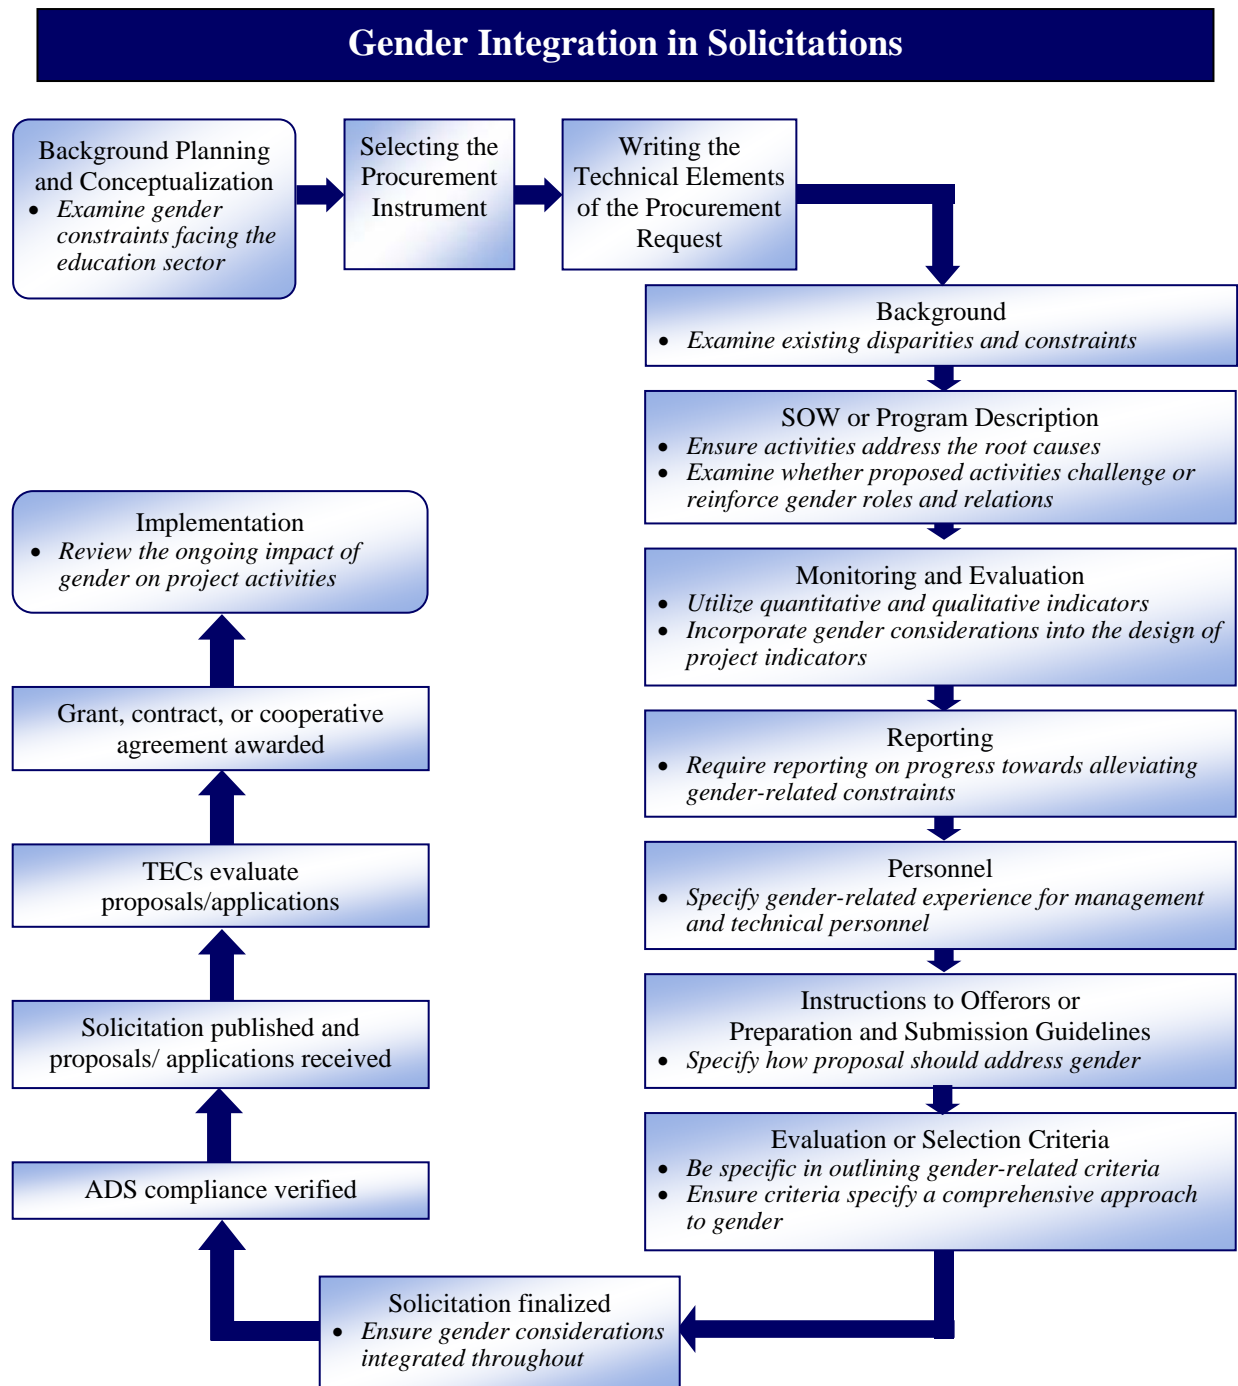 Gender Integration in Solicitations
Background Planning
and Conceptualization
• Examine gender
constraints facing the
education sector
Selecting the
Procurement
Instrument
Writing the
Technical Elements
of the Procurement
Request
Background
• Examine existing disparities and constraints
SOW or Program Description
• Ensure activities address the root causes
• Examine whether proposed activities challenge or
reinforce gender roles and relations
Monitoring and Evaluation
• Utilize quantitative and qualitative indicators
• Incorporate gender considerations into the design of
project indicators
Reporting
• Require reporting on progress towards alleviating
gender-related constraints
Personnel
• Specify gender-related experience for management
and technical personnel
Instructions to Offerors or
Preparation and Submission Guidelines
• Specify how proposal should address gender
Evaluation or Selection Criteria
• Be specific in outlining gender-related criteria
• Ensure criteria specify a comprehensive approach
to gender
Solicitation finalized
• Ensure gender considerations
integrated throughout
ADS compliance verified
Solicitation published and
proposals/ applications received
TECs evaluate
proposals/applications
Grant, contract, or cooperative
agreement awarded
Implementation
• Review the ongoing impact of
gender on project activities